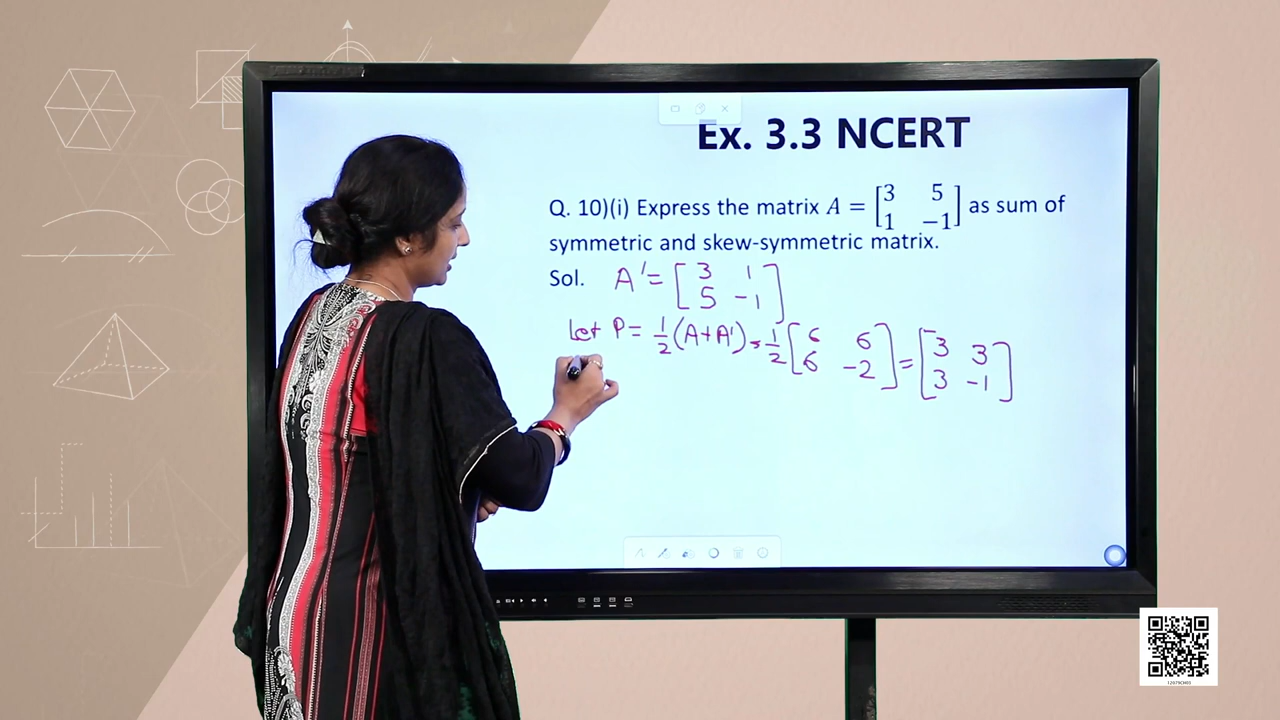 Ex. 3.3 NCERT
Q. 10)(i) Express the matrix A = [3 5 1 −1] as sum of
symmetric and skew-symmetric matrix.
Sol. A' = [3 1 5 −1]
Let P = 1/2 (A+A') = 1/2 [6 6 6 −2] = [3 3 3 −1]
12079CH03